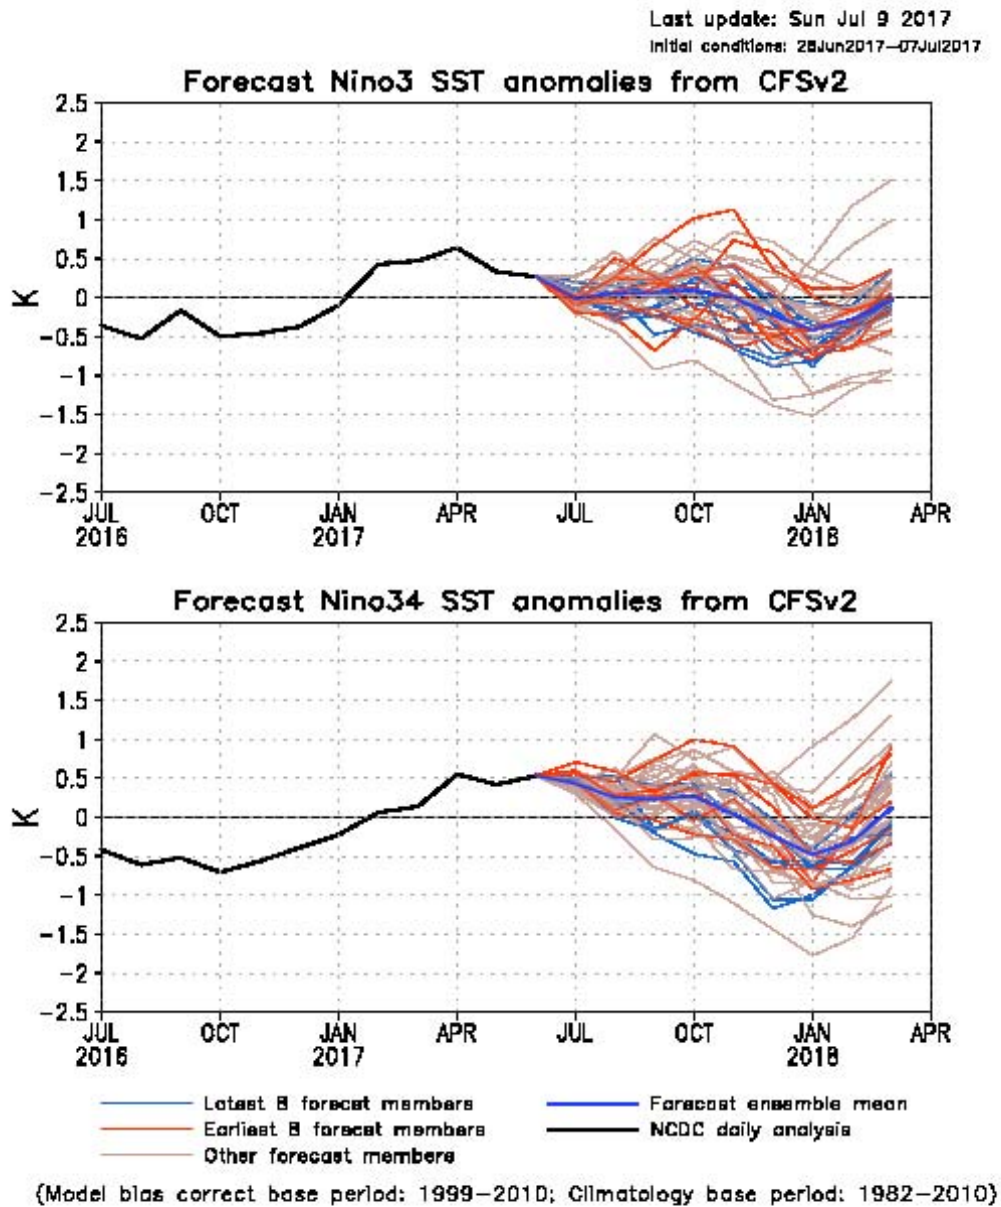 Last update: Sun Jul 9 2017
Initial conditions: 28Jun2017–07Jul2017
Forecast Nino3 SST anomalies from CFSv2
2.5
2
1.5
1
0.5
0
−0.5
−1
−1.5
−2
−2.5
K
JUL OCT JAN APR JUL OCT JAN APR
2016 2017 2018
Forecast Nino34 SST anomalies from CFSv2
2.5
2
1.5
1
0.5
0
−0.5
−1
−1.5
−2
−2.5
K
JUL OCT JAN APR JUL OCT JAN APR
2016 2017 2018
Latest 8 forecast members Forecast ensemble mean
Earliest 8 forecast members NCDC daily analysis
Other forecast members
(Model bias correct base period: 1999–2010; Climatology base period: 1982–2010)